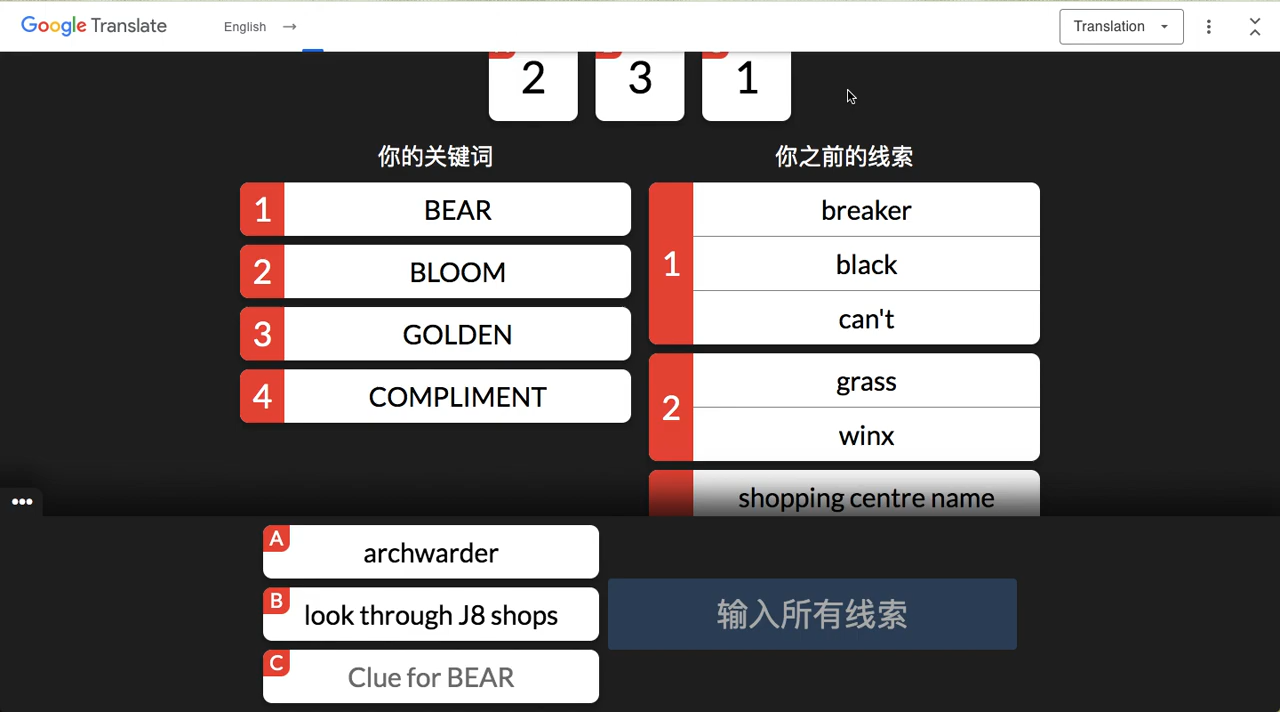 Google Translate
English →
Translation
2
3
1
你的关键词
1
BEAR
2
BLOOM
3
GOLDEN
4
COMPLIMENT
你之前的线索
1
breaker
black
can't
2
grass
winx
shopping centre name
A
archwarder
B
look through J8 shops
C
Clue for BEAR
输入所有线索